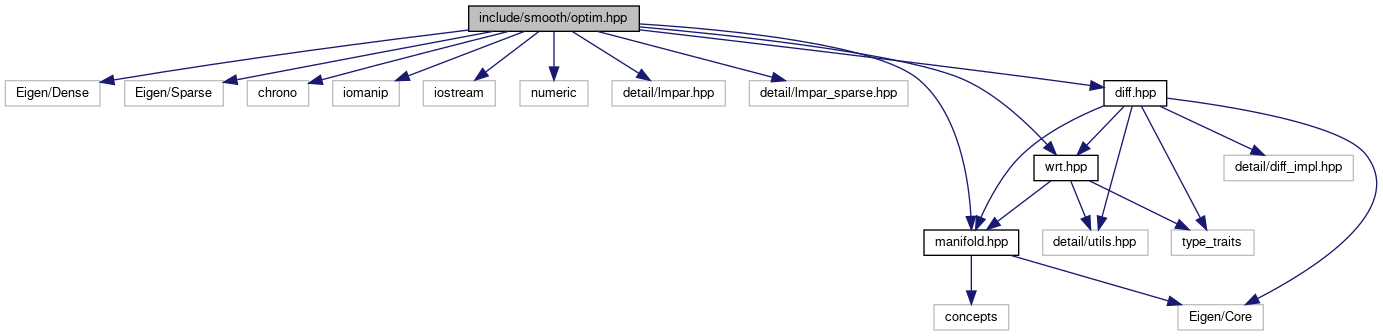 include/smooth/optim.hpp
Eigen/Dense
Eigen/Sparse
chrono
iomanip
iostream
numeric
detail/lmpar.hpp
detail/lmpar_sparse.hpp
diff.hpp
wrt.hpp
detail/diff_impl.hpp
manifold.hpp
detail/utils.hpp
type_traits
concepts
Eigen/Core